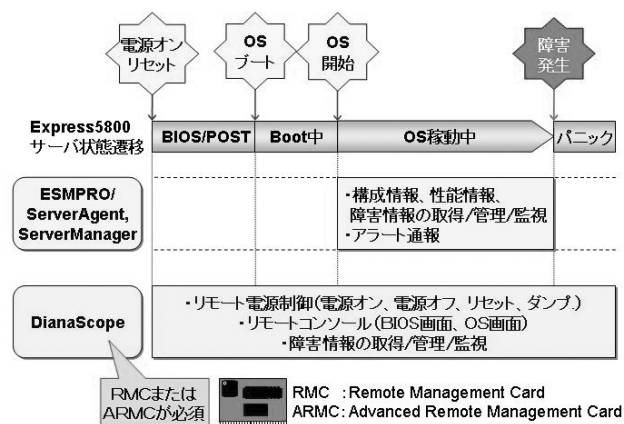 電源オン
リセット
OS
ブート
OS
開始
障害
発生
Express5800
サーバ状態遷移
BIOS/POST
Boot中
OS稼動中
パニック
ESMPRO/
ServerAgent,
ServerManager
・構成情報、性能情報、
障害情報の取得/管理/監視
・アラート通報
DianaScope
・リモート電源制御(電源オン、電源オフ、リセット、ダンプ.)
・リモートコンソール(BIOS画面、OS画面)
・障害情報の取得/管理/監視
RMCまたは
ARMCが必須
RMC :Remote Management Card
ARMC:Advanced Remote Management Card